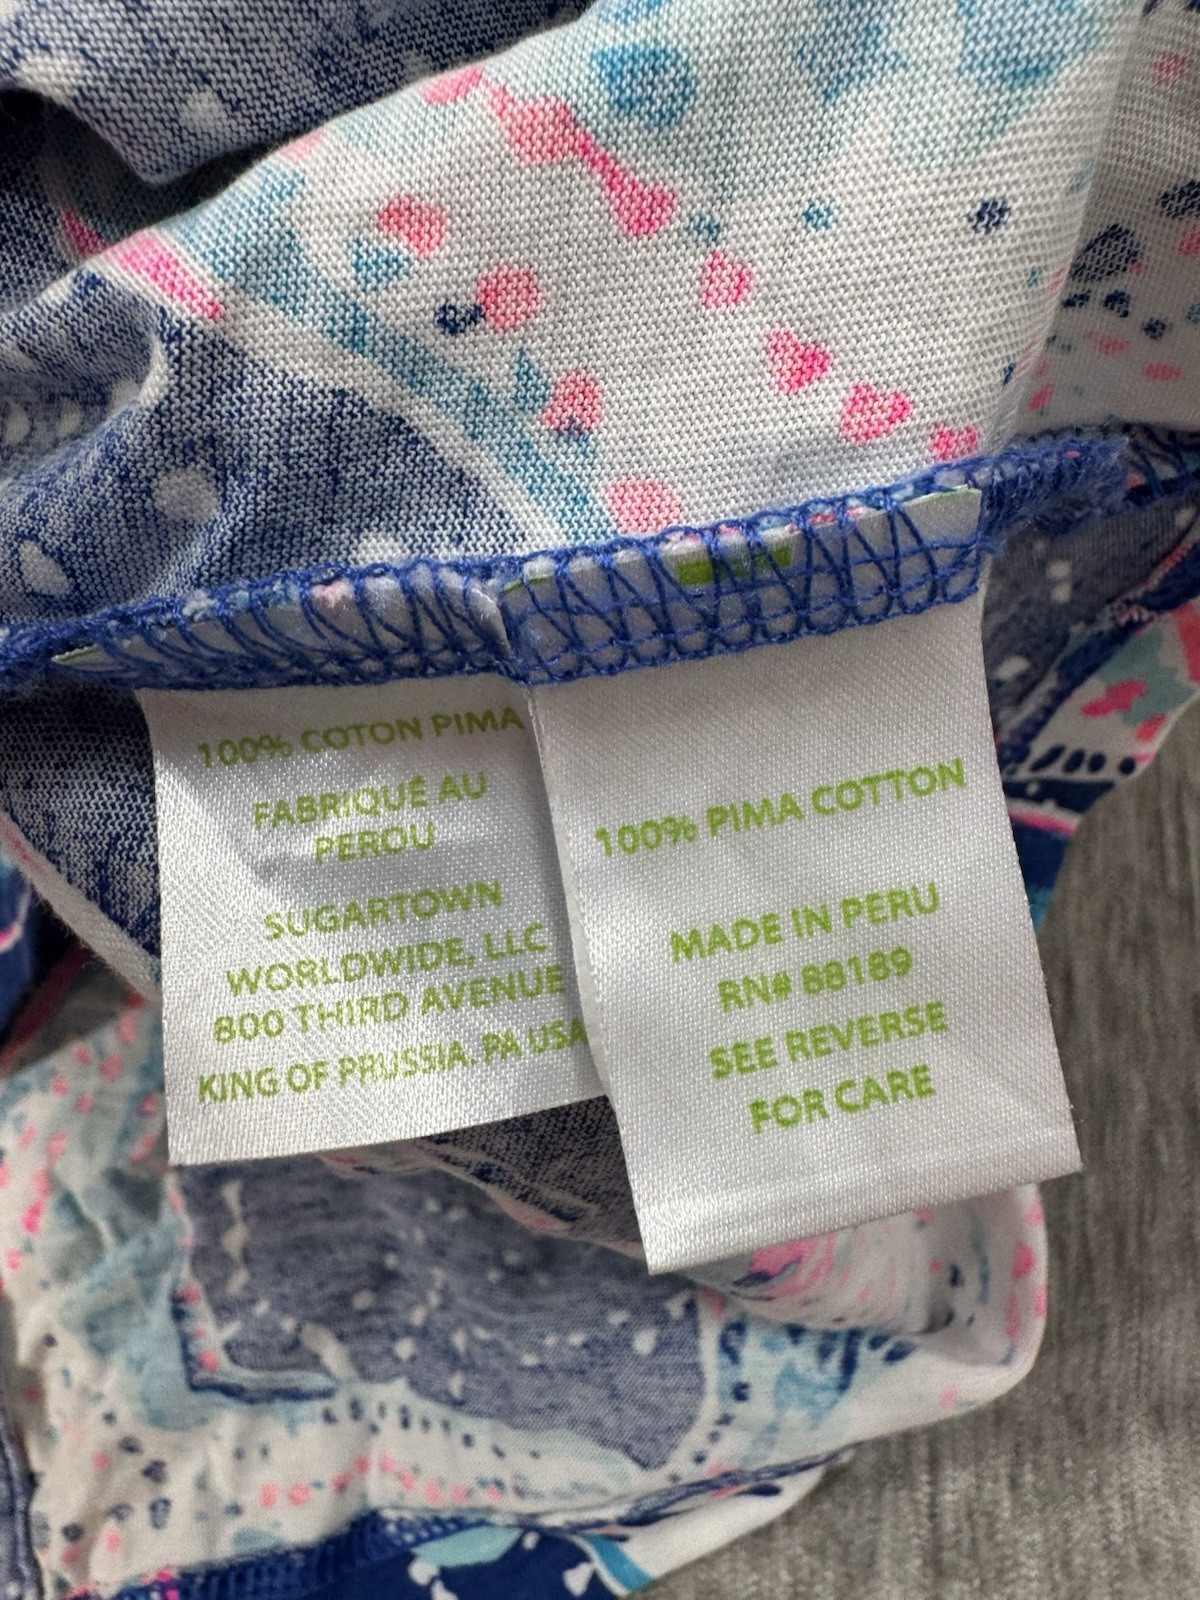 100% COTON PIMA
FABRIQUÉ AU
PEROU
SUGARTOWN
WORLDWIDE, LLC
800 THIRD AVENUE
KING OF PRUSSIA, PA USA
100% PIMA COTTON
MADE IN PERU
RN# 88189
SEE REVERSE
FOR CARE